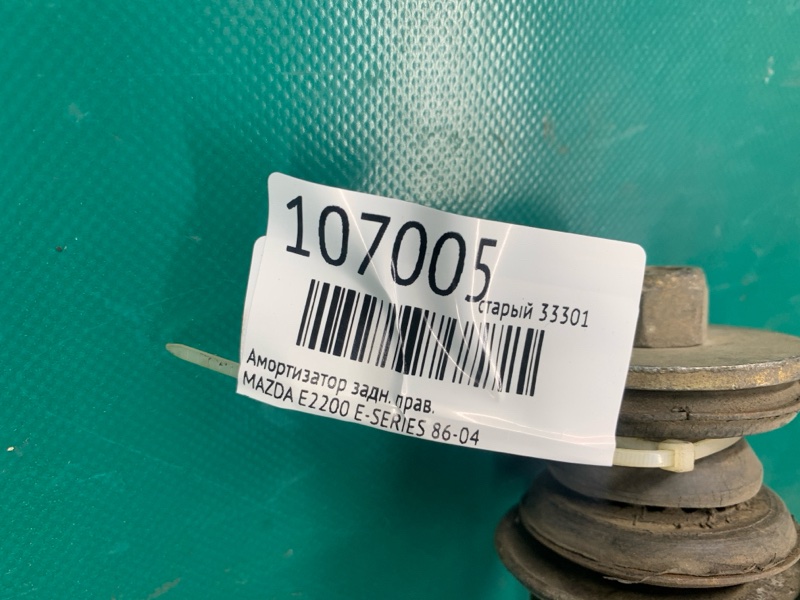 107005
старый 33301
Амортизатор задн. прав.
MAZDA E2200 E-SERIES 86-04